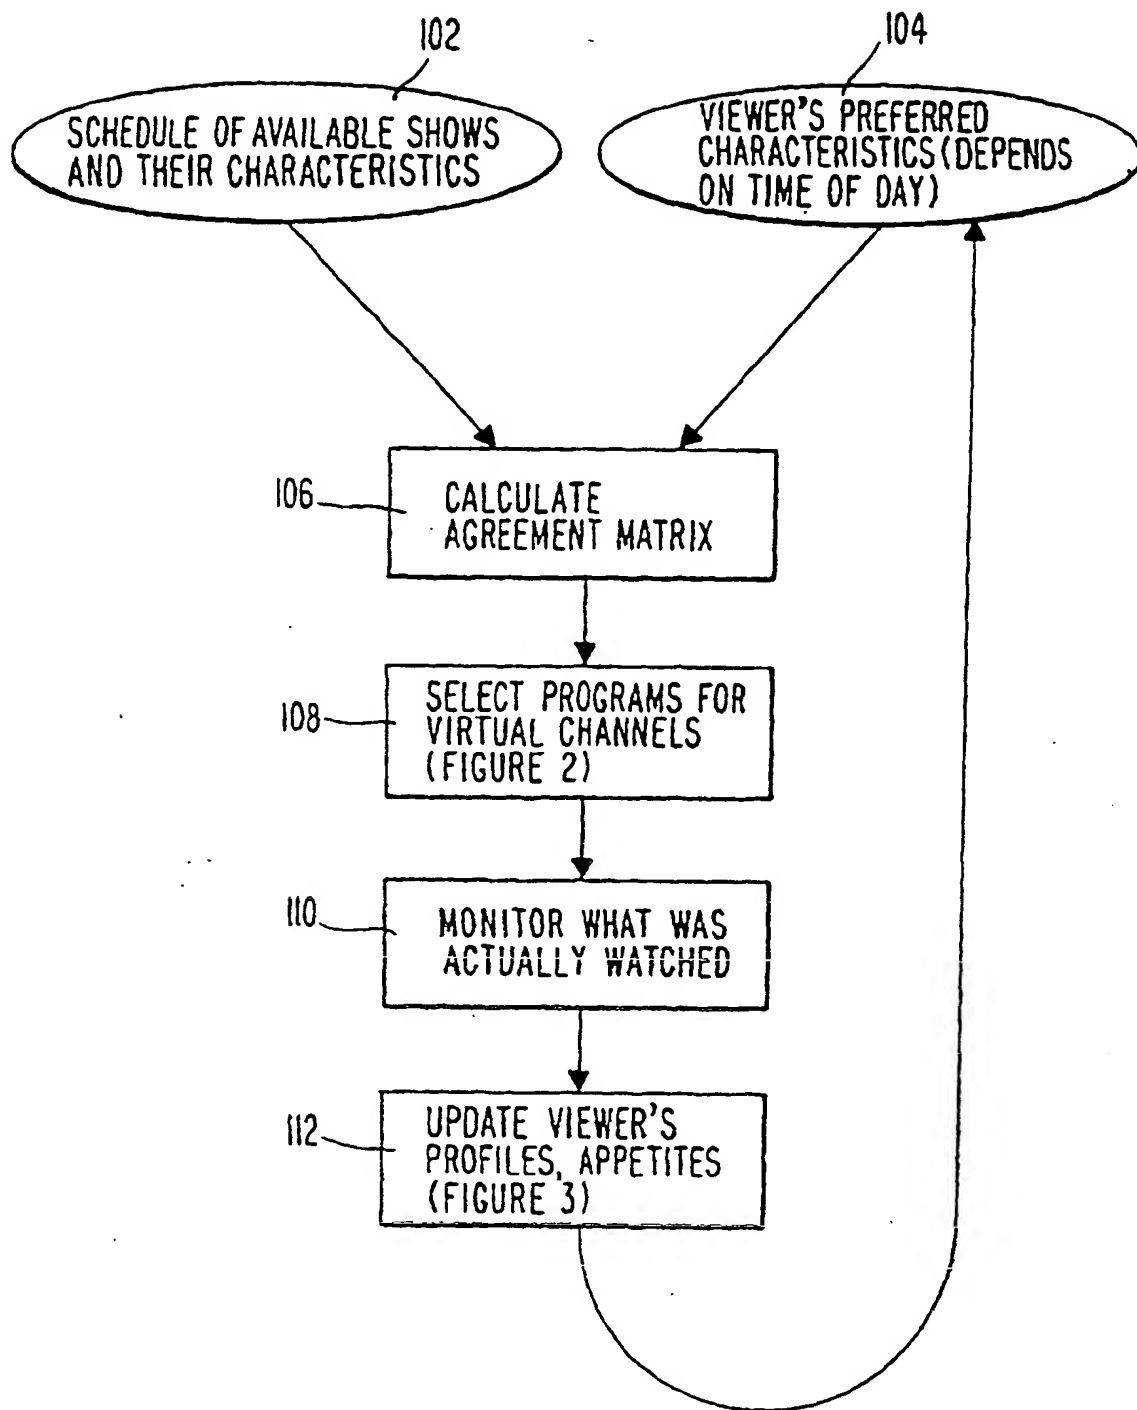 102
104
SCHEDULE OF AVAILABLE SHOWS
AND THEIR CHARACTERISTICS
VIEWER'S PREFERRED
CHARACTERISTICS (DEPENDS
ON TIME OF DAY)
106
CALCULATE
AGREEMENT MATRIX
108
SELECT PROGRAMS FOR
VIRTUAL CHANNELS
(FIGURE 2)
110
MONITOR WHAT WAS
ACTUALLY WATCHED
112
UPDATE VIEWER'S
PROFILES, APPETITES
(FIGURE 3)